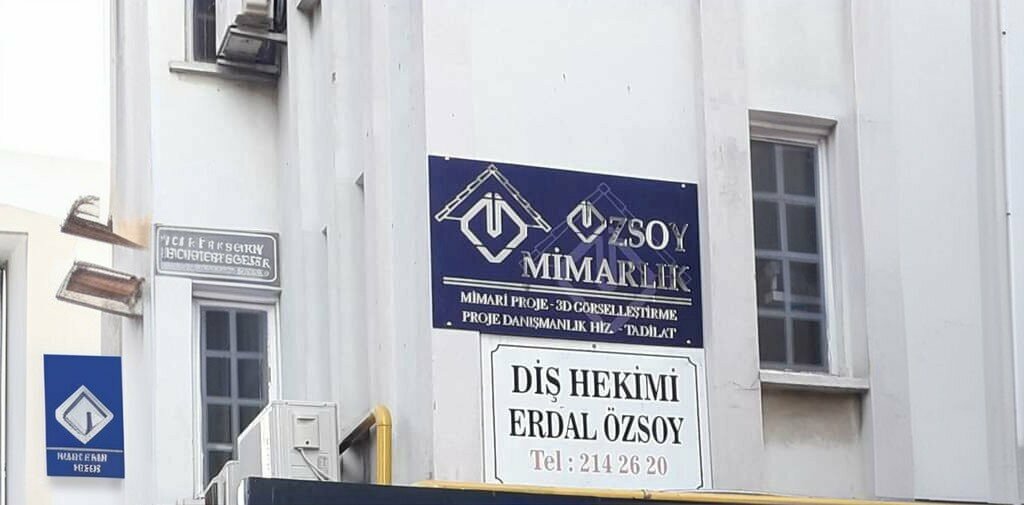 ÖZSOY
MİMARLIK
MİMARİ PROJE - 3D GÖRSELLEŞTİRME
PROJE DANIŞMANLIK HİZ. - TADİLAT
DİŞ HEKİMİ
ERDAL ÖZSOY
Tel : 214 26 20